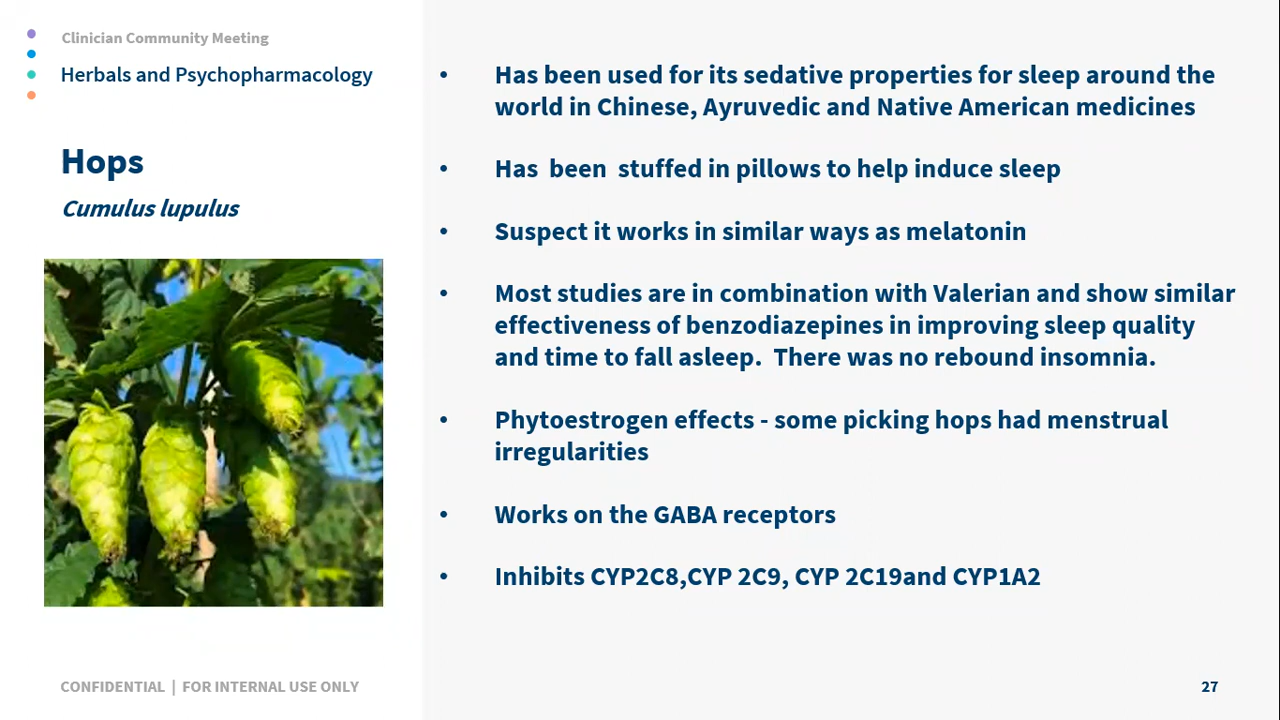 Clinician Community Meeting
Herbals and Psychopharmacology
Hops
Cumulus lupulus
• Has been used for its sedative properties for sleep around the
world in Chinese, Ayruvedic and Native American medicines
• Has been stuffed in pillows to help induce sleep
• Suspect it works in similar ways as melatonin
• Most studies are in combination with Valerian and show similar
effectiveness of benzodiazepines in improving sleep quality
and time to fall asleep. There was no rebound insomnia.
• Phytoestrogen effects - some picking hops had menstrual
irregularities
• Works on the GABA receptors
• Inhibits CYP2C8,CYP 2C9, CYP 2C19and CYP1A2
CONFIDENTIAL | FOR INTERNAL USE ONLY
27